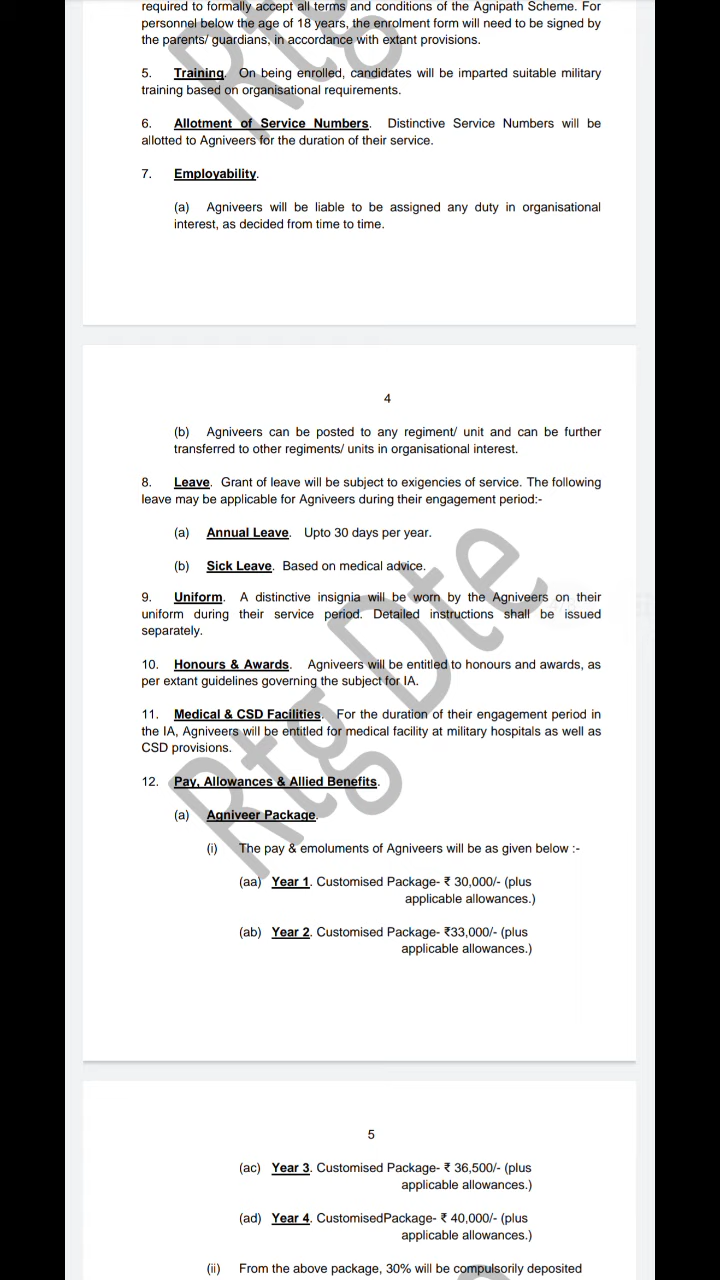 required to formally accept all terms and conditions of the Agnipath Scheme. For
personnel below the age of 18 years, the enrolment form will need to be signed by
the parents/ guardians, in accordance with extant provisions.
5. Training. On being enrolled, candidates will be imparted suitable military
training based on organisational requirements.
6. Allotment of Service Numbers. Distinctive Service Numbers will be
allotted to Agniveers for the duration of their service.
7. Employability.
(a) Agniveers will be liable to be assigned any duty in organisational
interest, as decided from time to time.
4
(b) Agniveers can be posted to any regiment/ unit and can be further
transferred to other regiments/ units in organisational interest.
8. Leave. Grant of leave will be subject to exigencies of service. The following
leave may be applicable for Agniveers during their engagement period:-
(a) Annual Leave. Upto 30 days per year.
(b) Sick Leave. Based on medical advice.
9. Uniform. A distinctive insignia will be worn by the Agniveers on their
uniform during their service period. Detailed instructions shall be issued
separately.
10. Honours & Awards. Agniveers will be entitled to honours and awards, as
per extant guidelines governing the subject for IA.
11. Medical & CSD Facilities. For the duration of their engagement period in
the IA, Agniveers will be entitled for medical facility at military hospitals as well as
CSD provisions.
12. Pay, Allowances & Allied Benefits.
(a) Agniveer Package.
(i) The pay & emoluments of Agniveers will be as given below :-
(aa) Year 1. Customised Package- ₹ 30,000/- (plus
applicable allowances.)
(ab) Year 2. Customised Package- ₹33,000/- (plus
applicable allowances.)
Rtg Dte
5
(ac) Year 3. Customised Package- ₹ 36,500/- (plus
applicable allowances.)
(ad) Year 4. CustomisedPackage- ₹ 40,000/- (plus
applicable allowances.)
(ii) From the above package, 30% will be compulsorily deposited